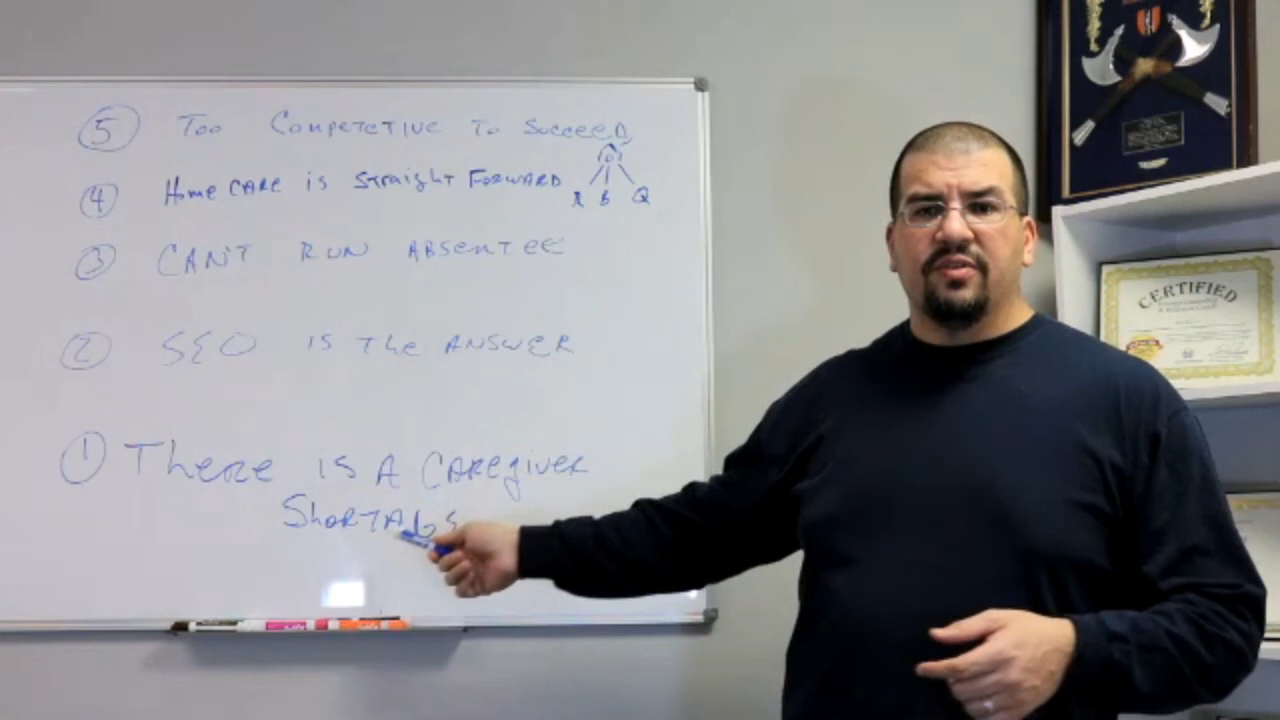 5 Too Competetive To Succeed
4 Home Care is Straight Forward
R B Q
3 Can't Run Absentee
2 SEO is the Answer
1 There is a Caregiver
Shortage
CERTIFIED